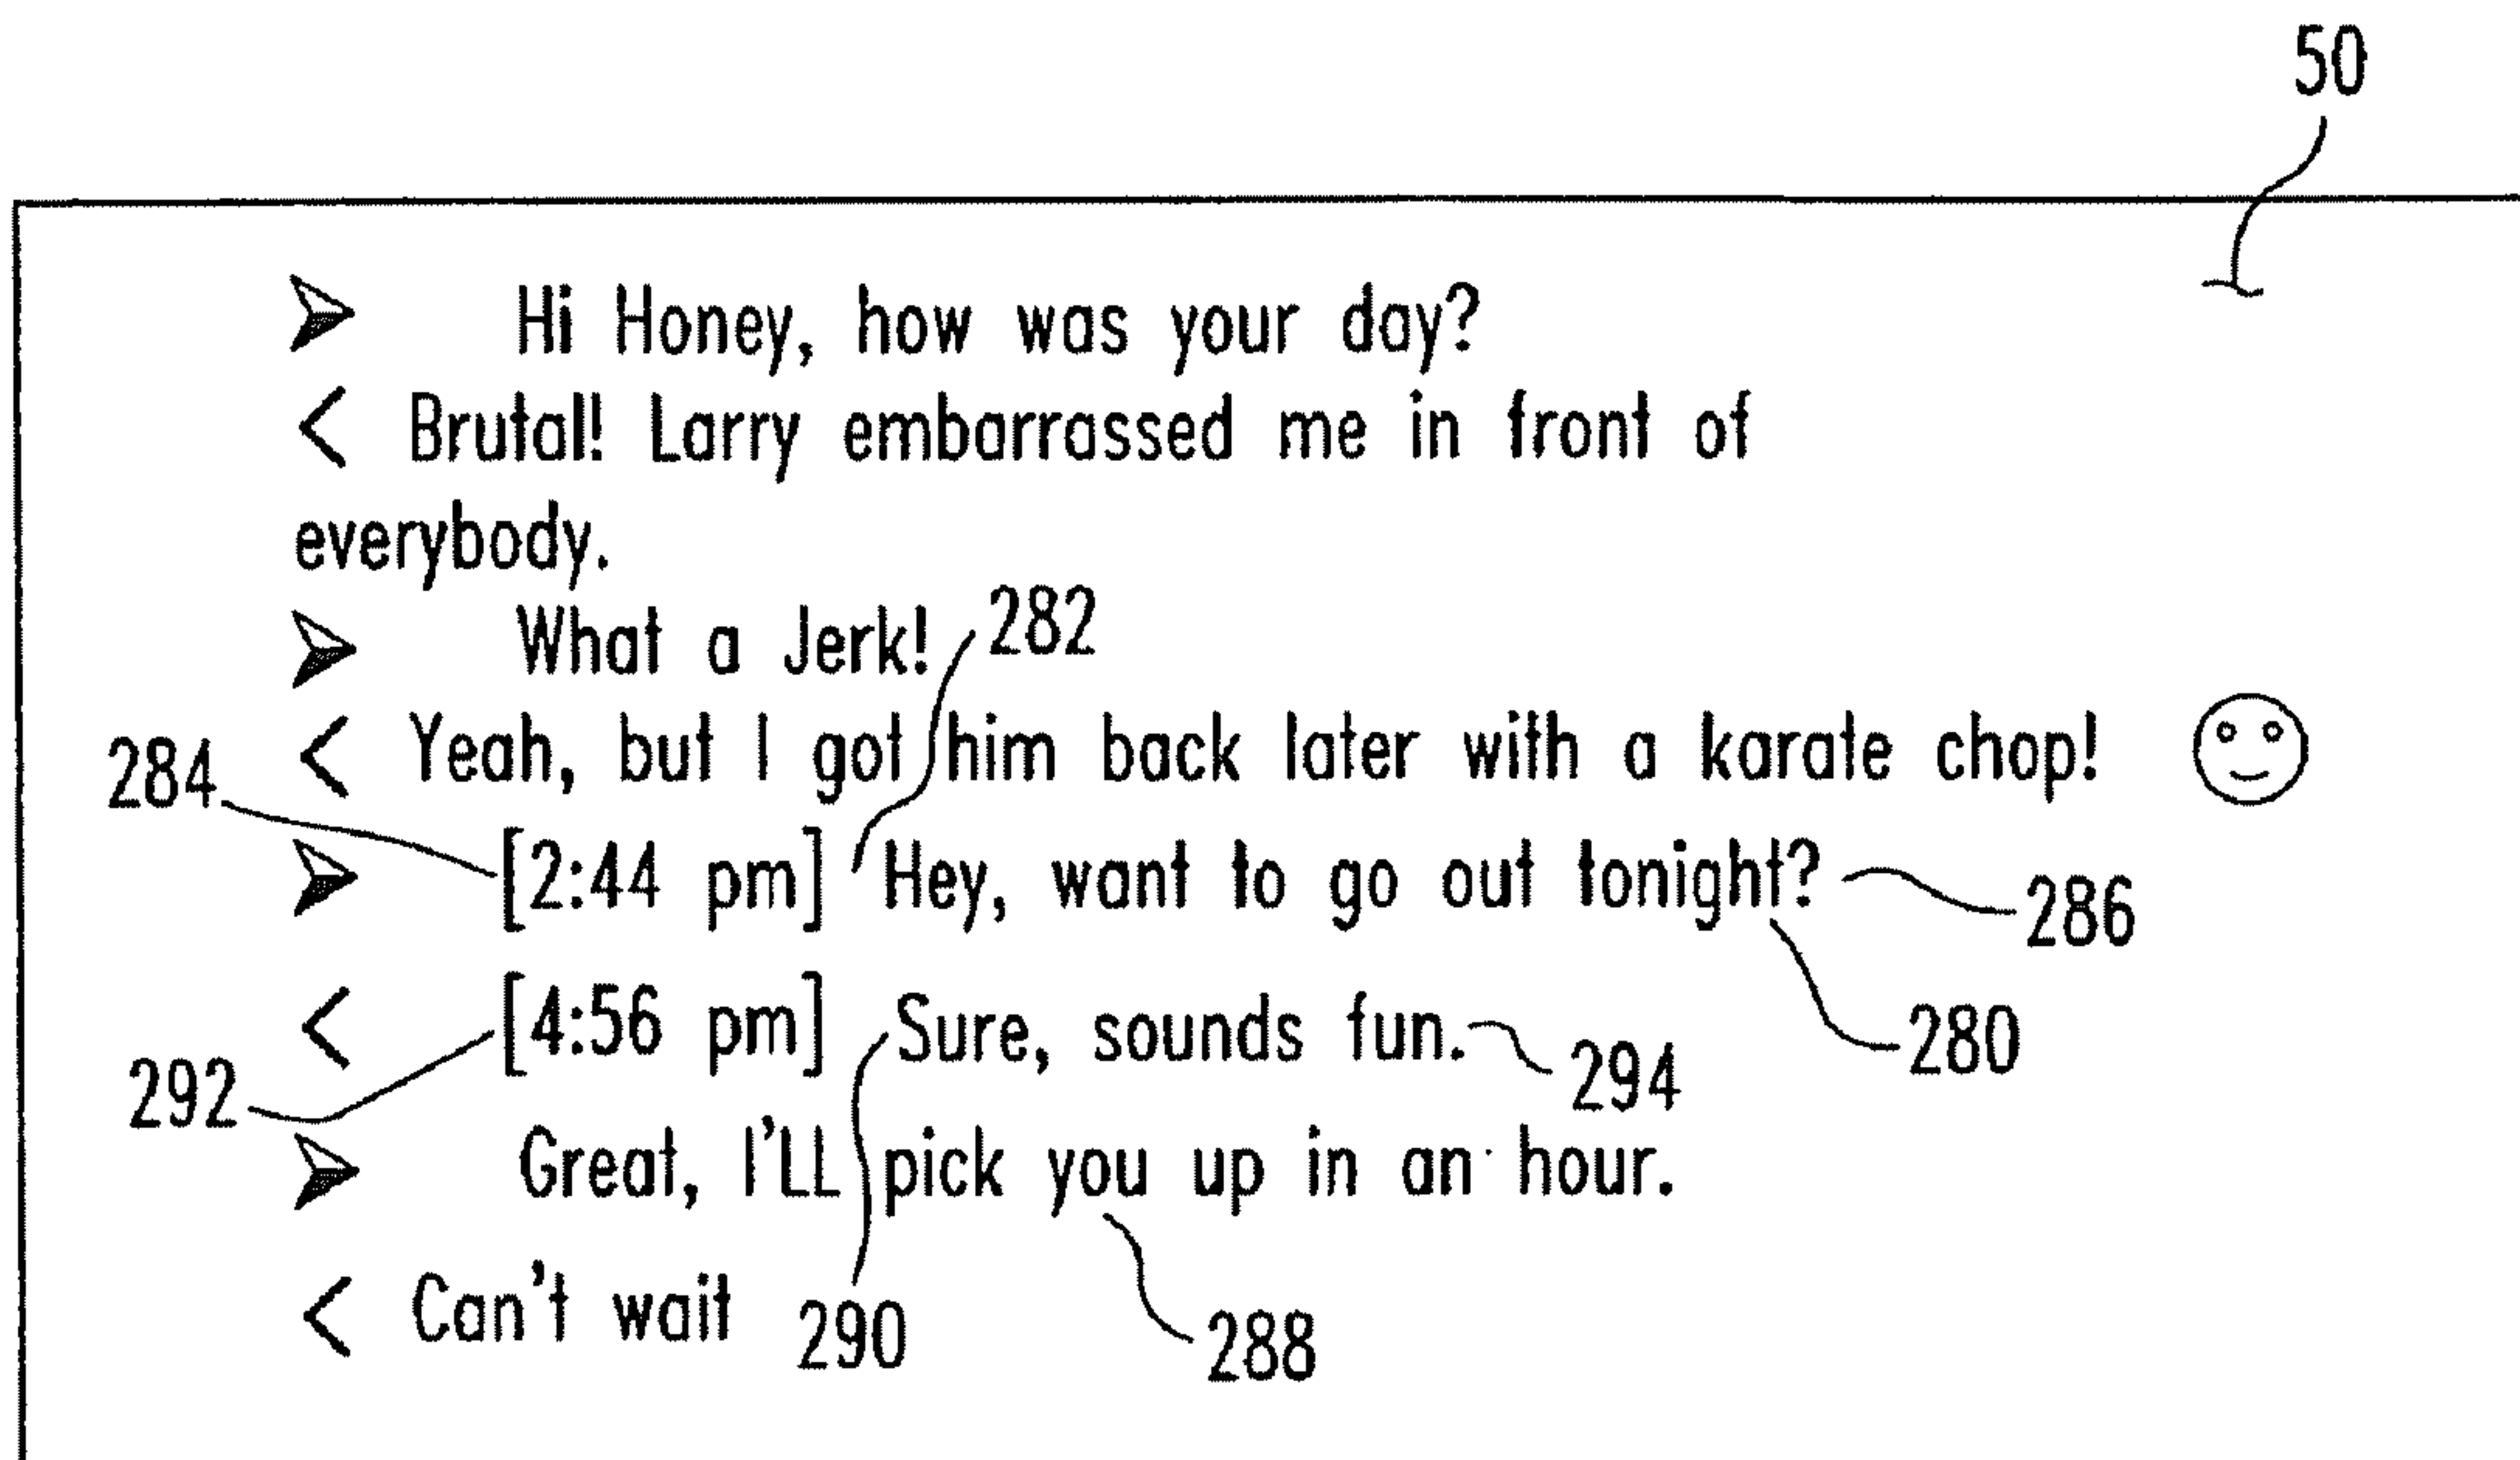 50
➢ Hi Honey, how was your day?
< Brutal! Larry embarrassed me in front of
everybody.
➢ What a Jerk!
282
< Yeah, but I got him back later with a karate chop!
284
➢ [2:44 pm] Hey, want to go out tonight?
286
< [4:56 pm] Sure, sounds fun.
280
294
292
➢ Great, I'LL pick you up in an hour.
< Can't wait
290
288